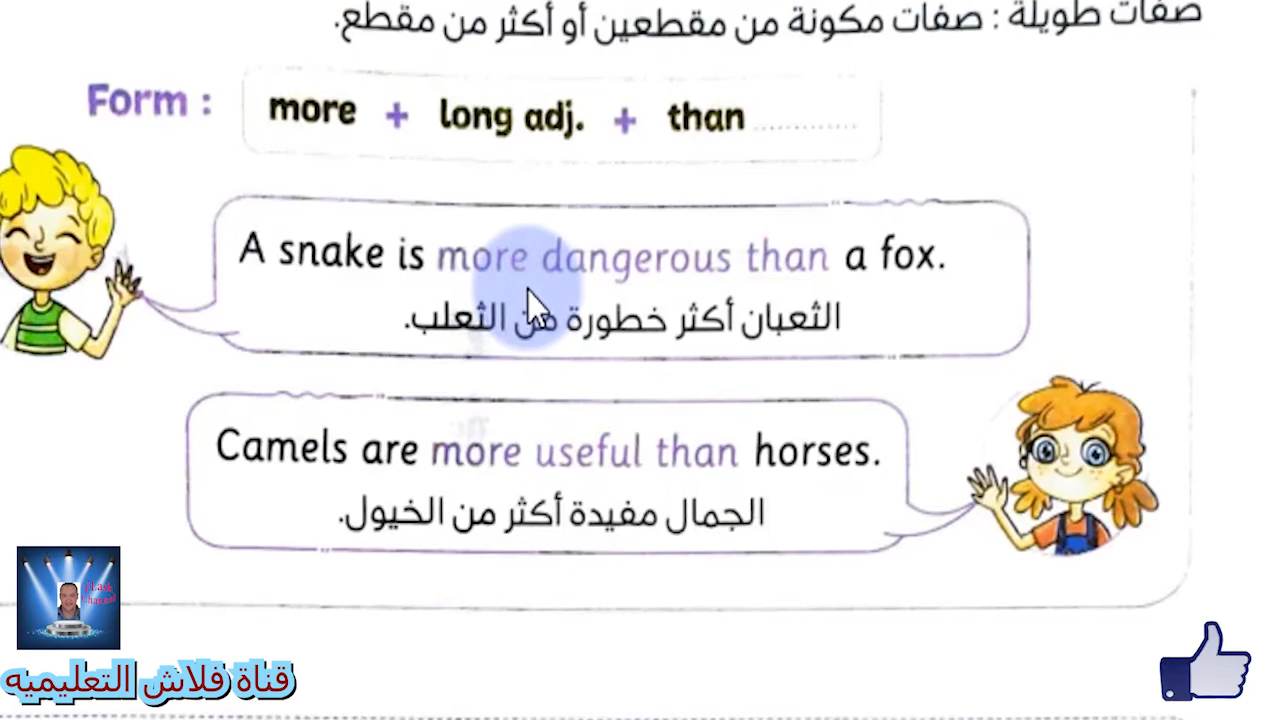 صفات طويلة : صفات مكونة من مقطعين أو أكثر من مقطع.
Form : more + long adj. + than ............
A snake is more dangerous than a fox.
الثعبان أكثر خطورة من الثعلب.
Camels are more useful than horses.
الجمال مفيدة أكثر من الخيول.
قناة فلاش التعليميه